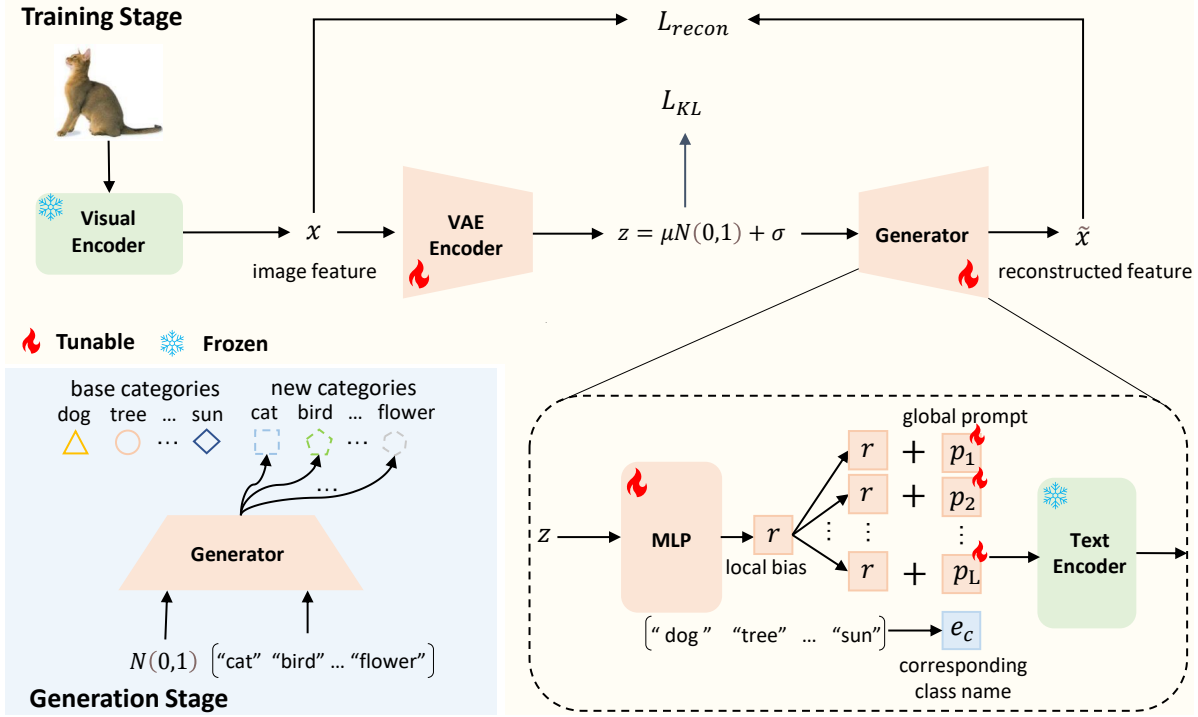 Training Stage
L_recon
L_KL
Visual
Encoder
x
image feature
VAE
Encoder
z = μN(0,1) + σ
Generator
x̃
reconstructed feature
Tunable
Frozen
base categories
new categories
dog
tree
...
sun
cat
bird
...
flower
...
...
...
Generator
N(0,1)
["cat" "bird" ... "flower"]
Generation Stage
global prompt
r + p_1
r + p_2
⋮ ⋮ ⋮
r + p_L
z
MLP
r
local bias
Text
Encoder
["dog" "tree" ... "sun"]
e_c
corresponding
class name